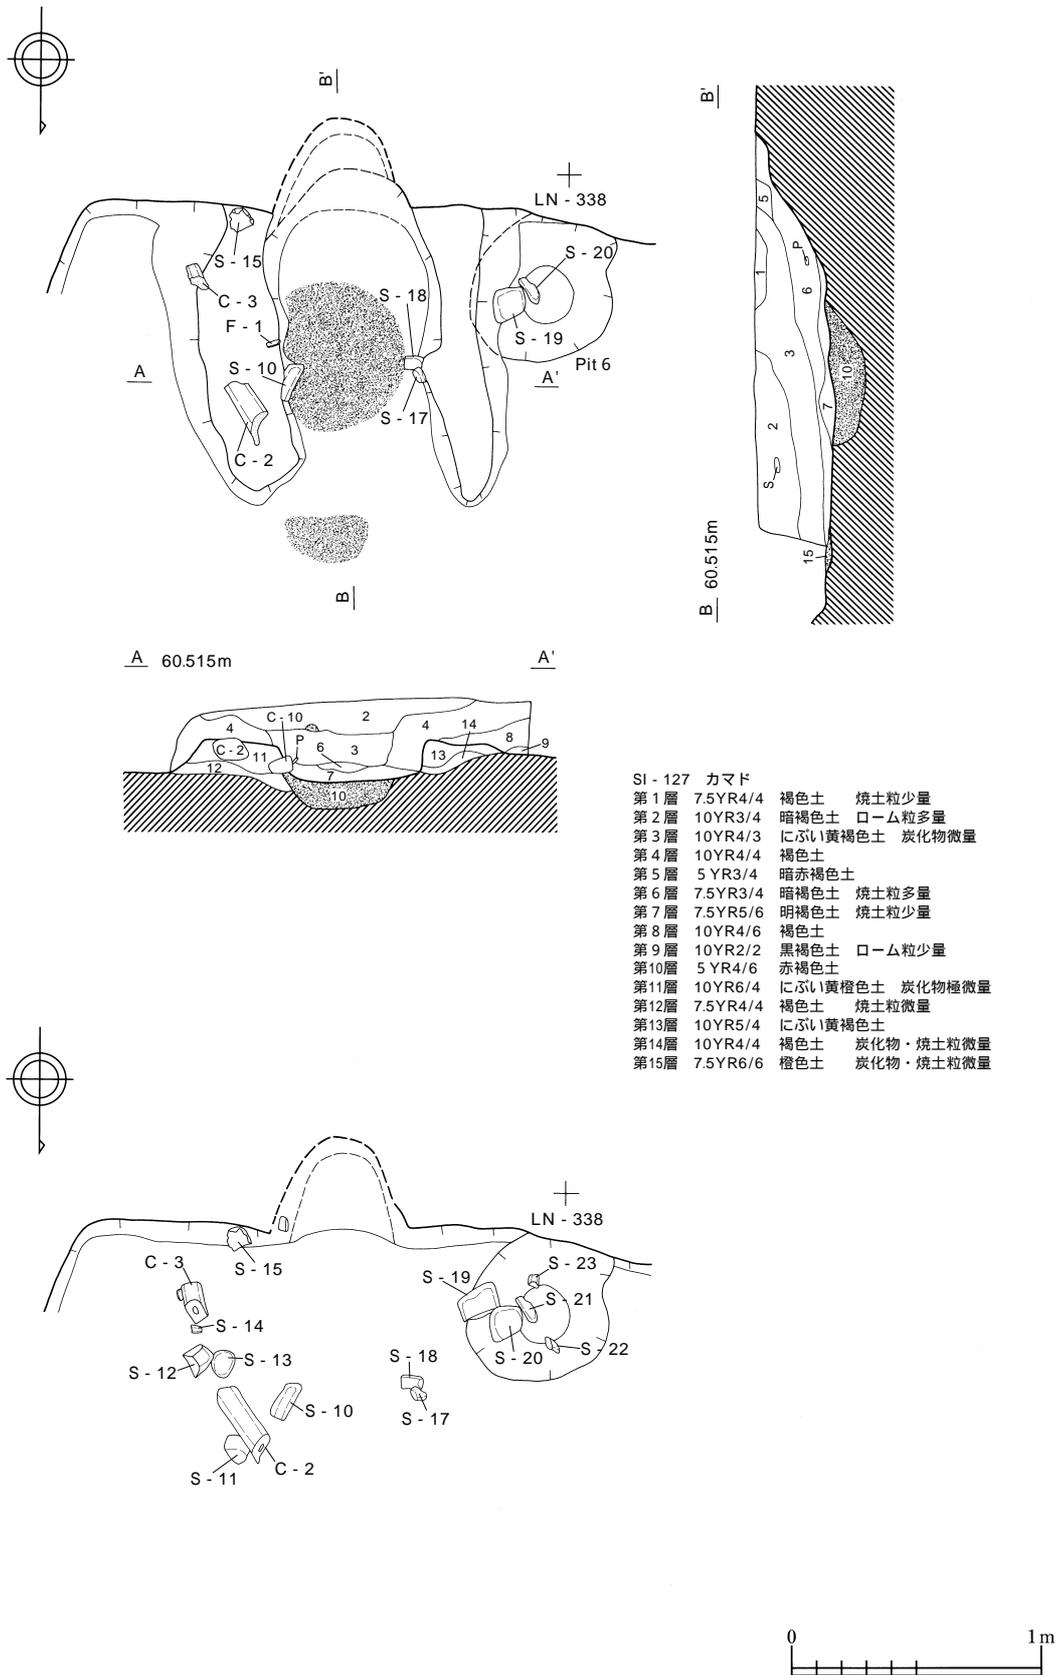 B'
LN - 338
S - 15
C - 3
F - 1
S - 10
C - 2
S - 18
S - 17
S - 20
S - 19
Pit 6
A
A'
B
B'
5
1
P
6
3
10
7
2
S
15
B 60.515m
A 60.515m
A'
C - 10
2
4
4
14
8
9
C - 2
11
P
6
3
13
12
7
10
SI - 127 カマド
第1層 7.5YR4/4 褐色土 焼土粒少量
第2層 10YR3/4 暗褐色土 ローム粒多量
第3層 10YR4/3 にぶい黄褐色土 炭化物微量
第4層 10YR4/4 褐色土
第5層 5 YR3/4 暗赤褐色土
第6層 7.5YR3/4 暗褐色土 焼土粒多量
第7層 7.5YR5/6 明褐色土 焼土粒少量
第8層 10YR4/6 褐色土
第9層 10YR2/2 黒褐色土 ローム粒少量
第10層 5 YR4/6 赤褐色土
第11層 10YR6/4 にぶい黄橙色土 炭化物極微量
第12層 7.5YR4/4 褐色土 焼土粒微量
第13層 10YR5/4 にぶい黄褐色土
第14層 10YR4/4 褐色土 炭化物・焼土粒微量
第15層 7.5YR6/6 橙色土 炭化物・焼土粒微量
LN - 338
C - 3
S - 15
S - 14
S - 12
S - 13
S - 10
S - 11
C - 2
S - 18
S - 17
S - 19
S - 23
S - 21
S - 20
S - 22
0 1m